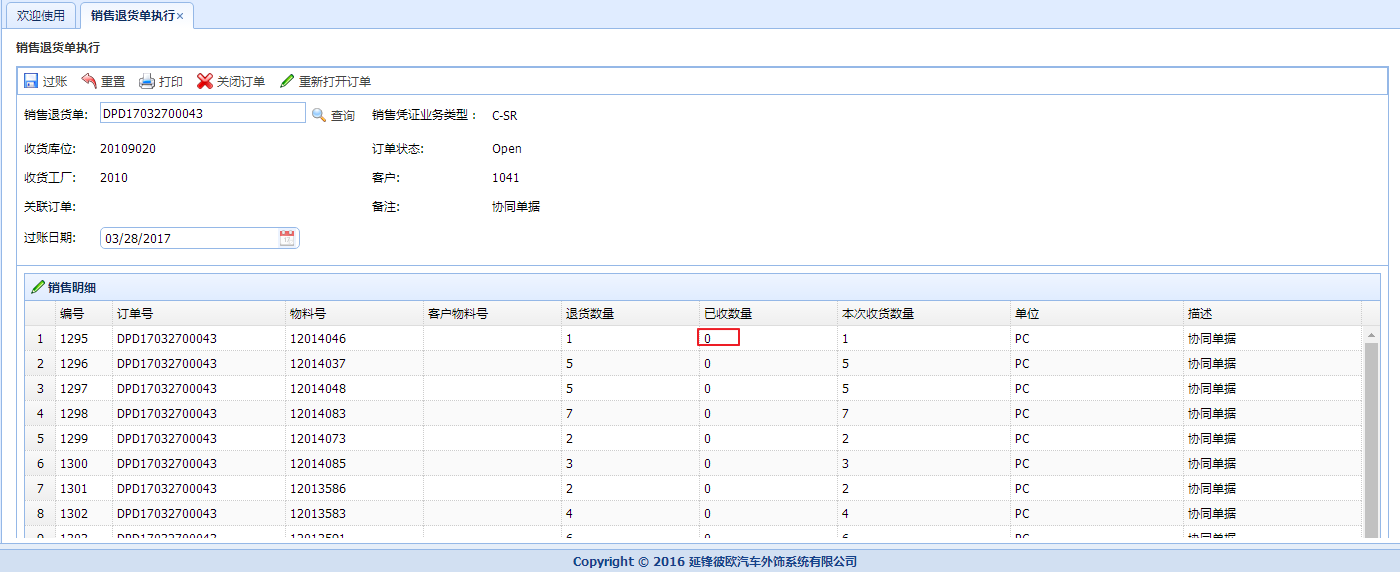 欢迎使用 销售退货单执行×
销售退货单执行
过账 重置 打印 关闭订单 重新打开订单
销售退货单: DPD17032700043 查询 销售凭证业务类型： C-SR
收货库位: 20109020 订单状态: Open
收货工厂: 2010 客户: 1041
关联订单: 备注: 协同单据
过账日期: 03/28/2017
销售明细
编号 订单号 物料号 客户物料号 退货数量 已收数量 本次收货数量 单位 描述
1 1295 DPD17032700043 12014046 1 0 1 PC 协同单据
2 1296 DPD17032700043 12014037 5 0 5 PC 协同单据
3 1297 DPD17032700043 12014048 5 0 5 PC 协同单据
4 1298 DPD17032700043 12014083 7 0 7 PC 协同单据
5 1299 DPD17032700043 12014073 2 0 2 PC 协同单据
6 1300 DPD17032700043 12014085 3 0 3 PC 协同单据
7 1301 DPD17032700043 12013586 2 0 2 PC 协同单据
8 1302 DPD17032700043 12013583 4 0 4 PC 协同单据
Copyright © 2016 延锋彼欧汽车外饰系统有限公司